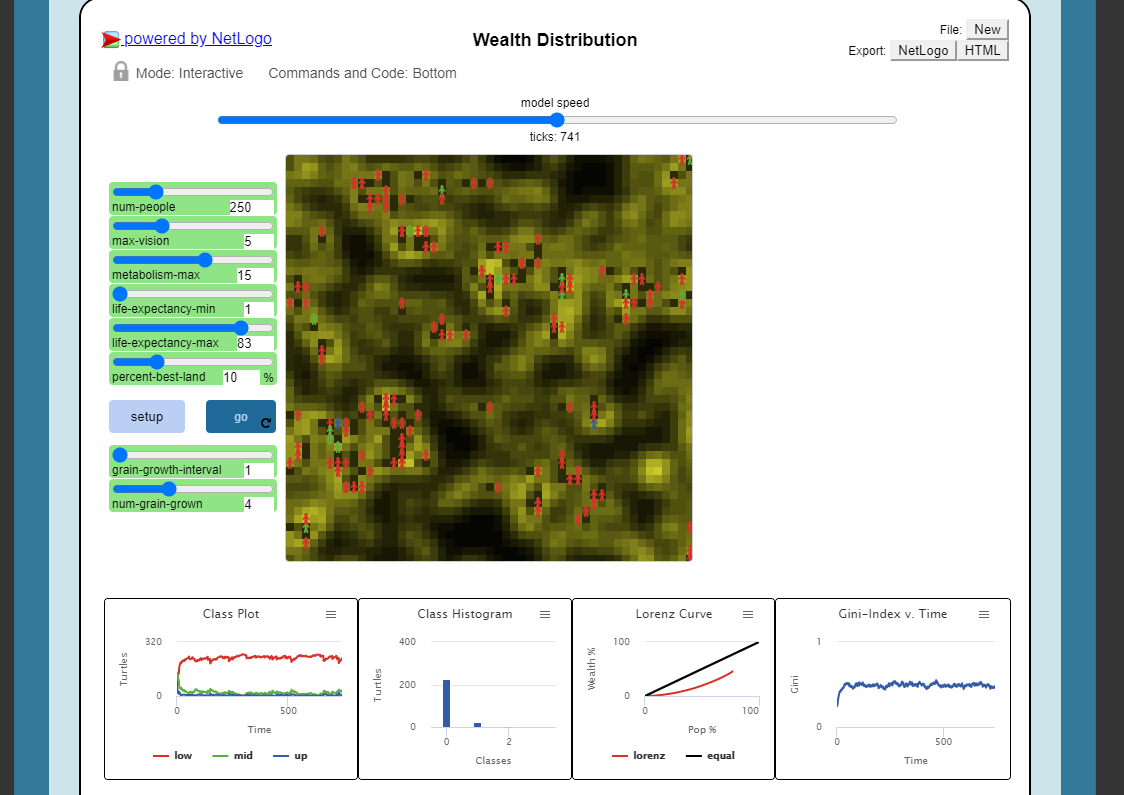 powered by NetLogo
Wealth Distribution
File: New
Export: NetLogo HTML
Mode: Interactive
Commands and Code: Bottom
model speed
ticks: 741
num-people 250
max-vision 5
metabolism-max 15
life-expectancy-min 1
life-expectancy-max 83
percent-best-land 10 %
setup
go
grain-growth-interval 1
num-grain-grown 4
Class Plot
Turtles
320
0
0 500
Time
low mid up
Class Histogram
Turtles
400
200
0
0 2
Classes
Lorenz Curve
Wealth %
100
0
0 100
Pop %
lorenz equal
Gini-Index v. Time
Gini
1
0
0 500
Time